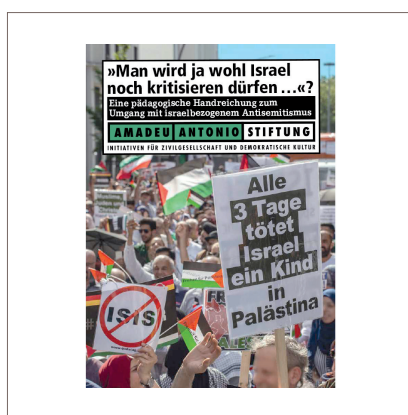 »Man wird ja wohl Israel
noch kritisieren dürfen ...«?
Eine pädagogische Handreichung zum
Umgang mit israelbezogenem Antisemitismus
AMADEU ANTONIO STIFTUNG
INITIATIVEN FÜR ZIVILGESELLSCHAFT UND DEMOKRATISCHE KULTUR
Alle
3 Tage
tötet
Israel
ein Kind
in
Palästina
ISIS